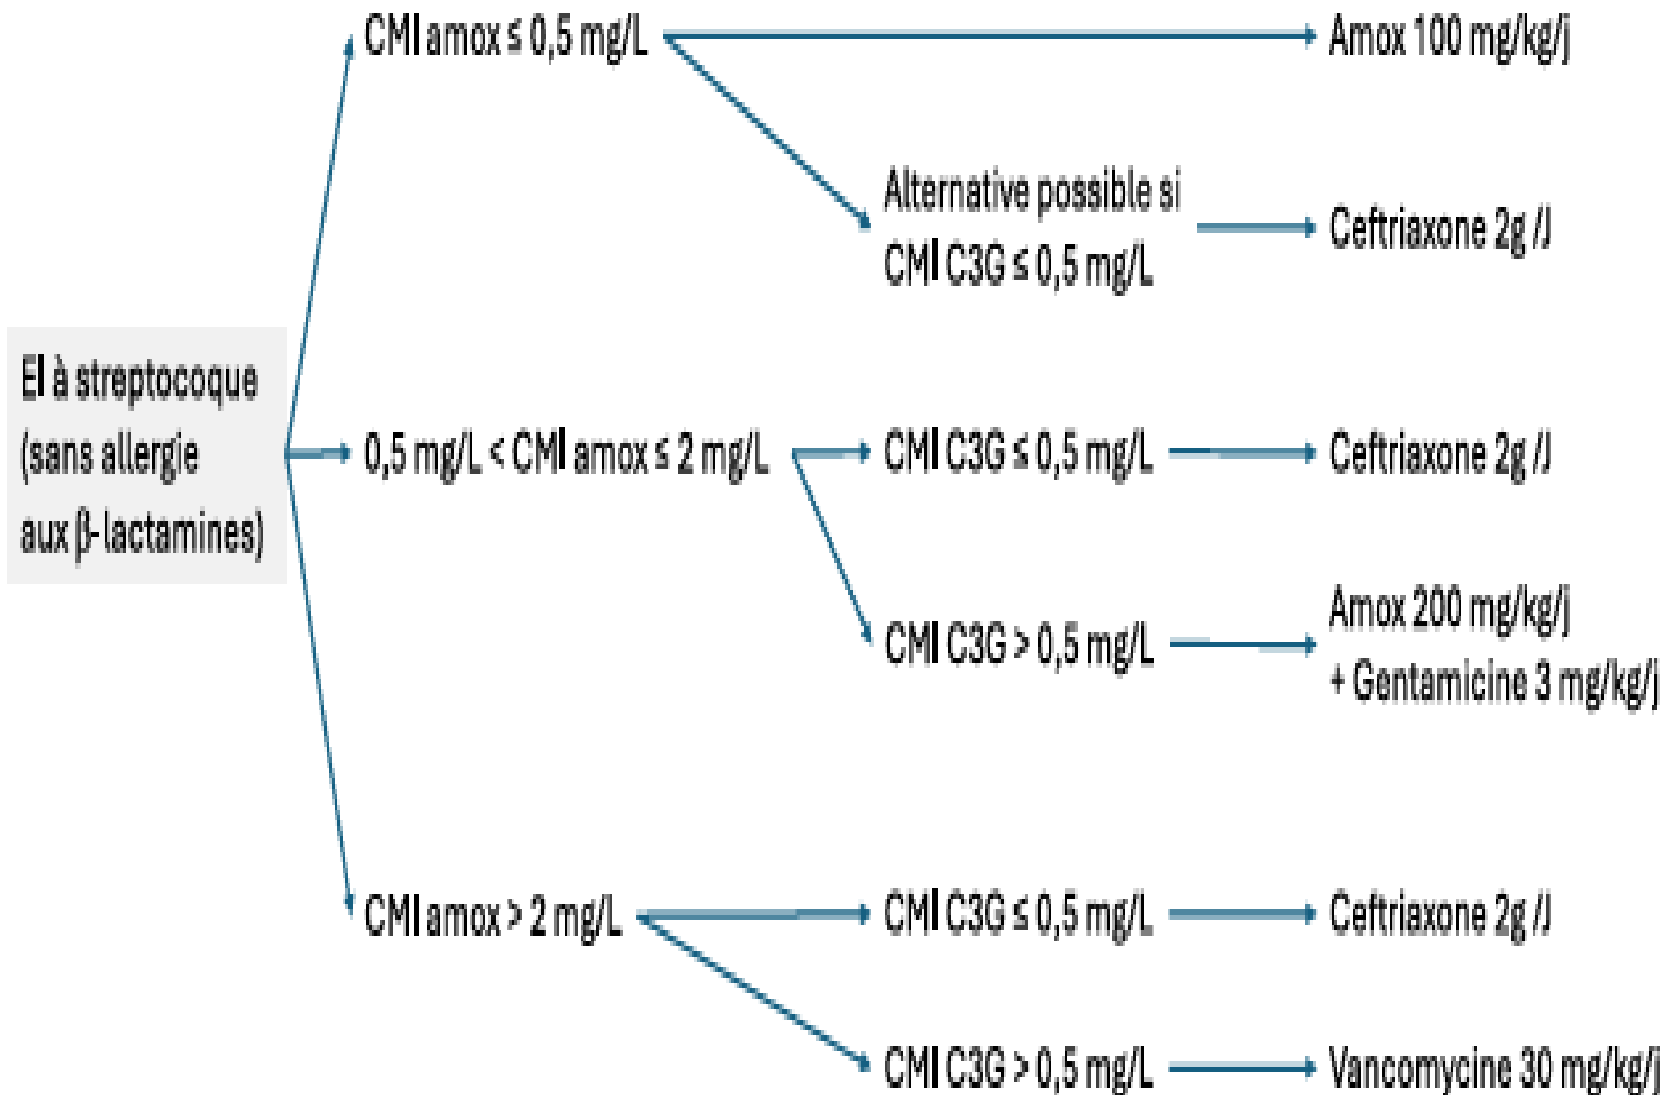 EI à streptocoque
(sans allergie
aux β-lactamines)
CMI amox ≤ 0,5 mg/L
Amox 100 mg/kg/j
Alternative possible si
CMI C3G ≤ 0,5 mg/L
Ceftriaxone 2g /J
0,5 mg/L < CMI amox ≤ 2 mg/L
CMI C3G ≤ 0,5 mg/L
Ceftriaxone 2g /J
CMI C3G > 0,5 mg/L
Amox 200 mg/kg/j
+ Gentamicine 3 mg/kg/j
CMI amox > 2 mg/L
CMI C3G ≤ 0,5 mg/L
Ceftriaxone 2g /J
CMI C3G > 0,5 mg/L
Vancomycine 30 mg/kg/j